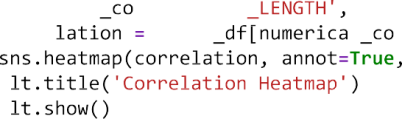 _co _LENGTH',
lation = _df[numerica _co
sns.heatmap(correlation, annot=True,
lt.title('Correlation Heatmap')
lt.show()